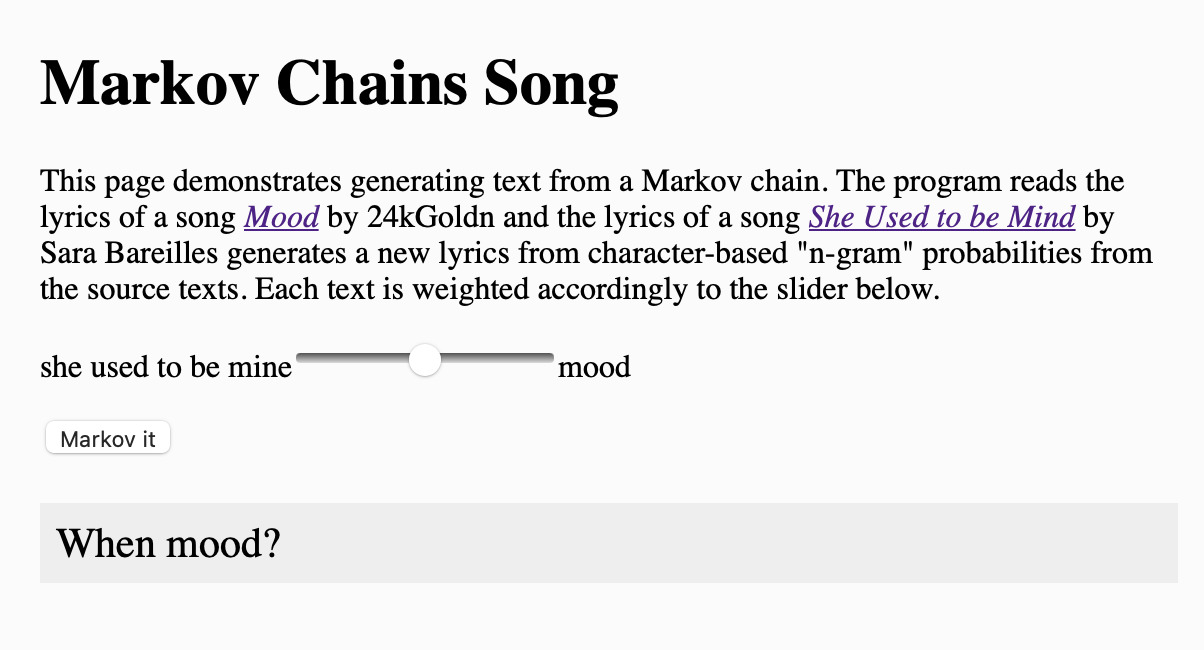 Markov Chains Song
This page demonstrates generating text from a Markov chain. The program reads the
lyrics of a song Mood by 24kGoldn and the lyrics of a song She Used to be Mind by
Sara Bareilles generates a new lyrics from character-based "n-gram" probabilities from
the source texts. Each text is weighted accordingly to the slider below.
she used to be mine mood
Markov it
When mood?